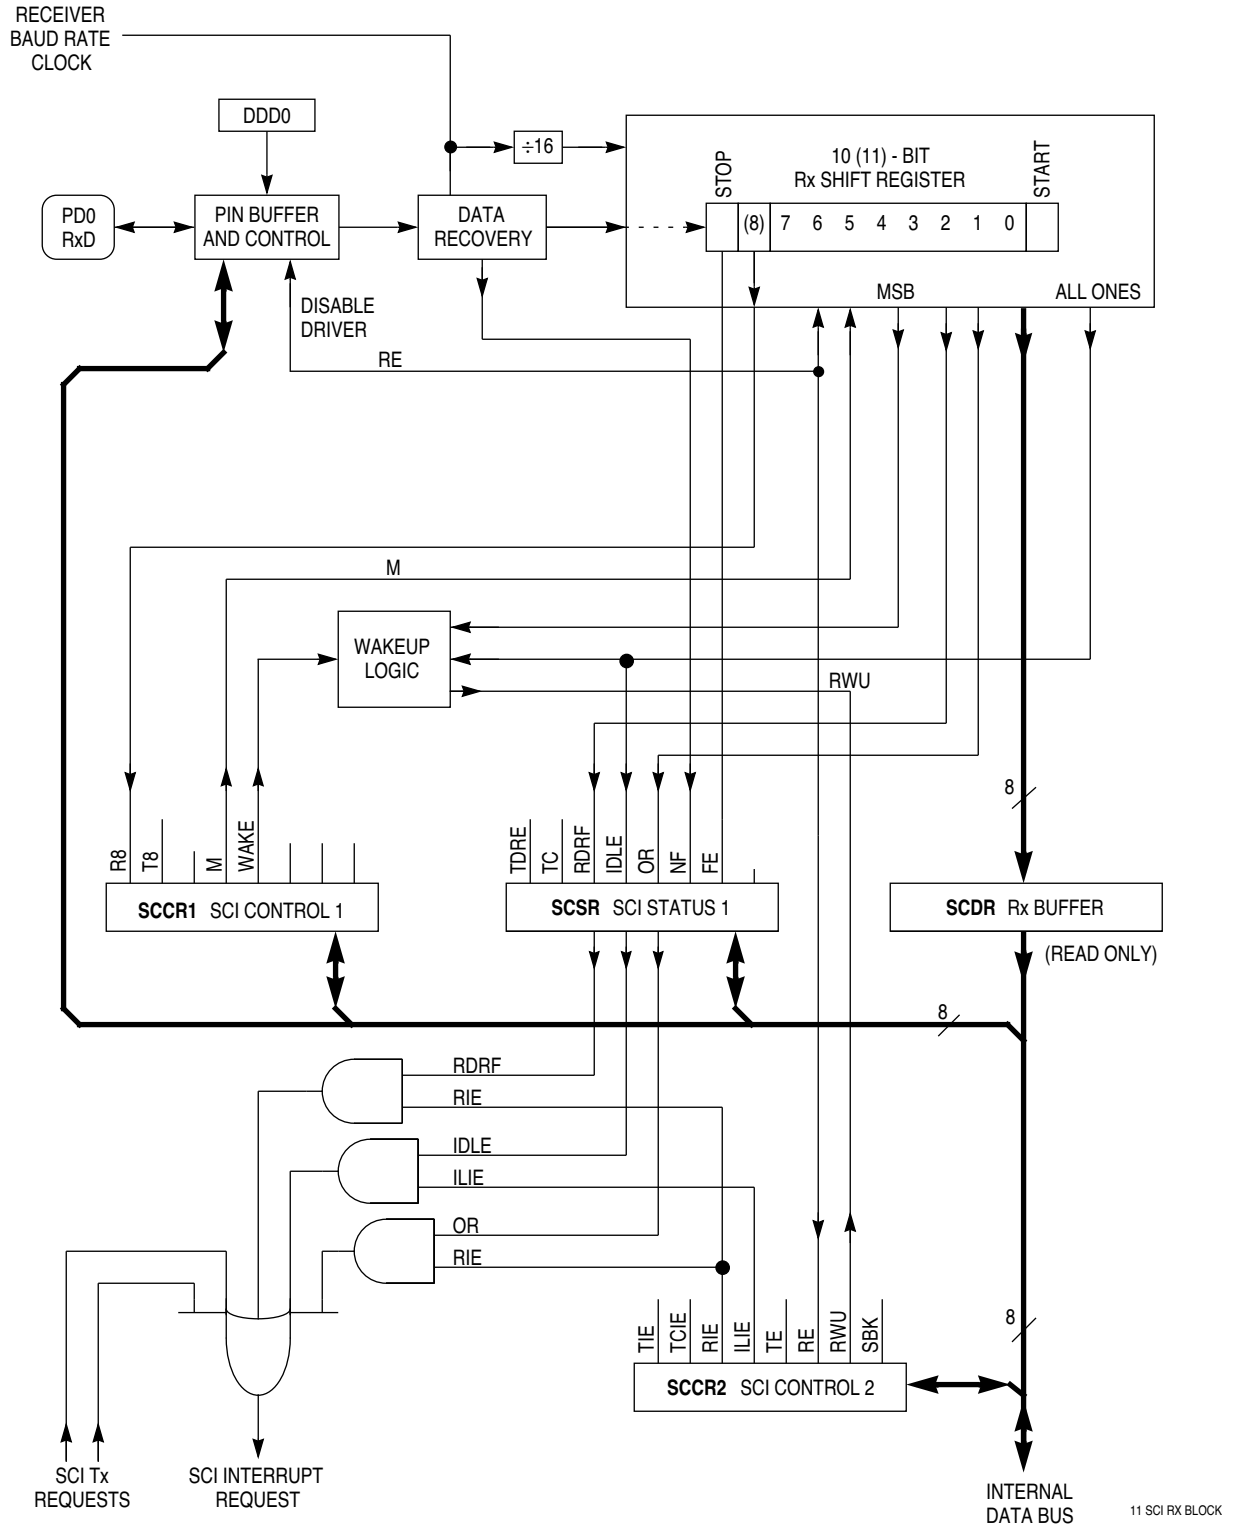 RECEIVER
BAUD RATE
CLOCK
DDD0
÷16
10 (11) - BIT
Rx SHIFT REGISTER
STOP
START
PD0
RxD
PIN BUFFER
AND CONTROL
DATA
RECOVERY
(8) 7 6 5 4 3 2 1 0
MSB
ALL ONES
DISABLE
DRIVER
RE
M
WAKEUP
LOGIC
RWU
8
R8
T8
M
WAKE
TDRE
TC
RDRF
IDLE
OR
NF
FE
SCCR1 SCI CONTROL 1
SCSR SCI STATUS 1
SCDR Rx BUFFER
(READ ONLY)
8
RDRF
RIE
IDLE
ILIE
OR
RIE
8
TIE
TCIE
RIE
ILIE
TE
RE
RWU
SBK
SCCR2 SCI CONTROL 2
SCI Tx
REQUESTS
SCI INTERRUPT
REQUEST
INTERNAL
DATA BUS
11 SCI RX BLOCK